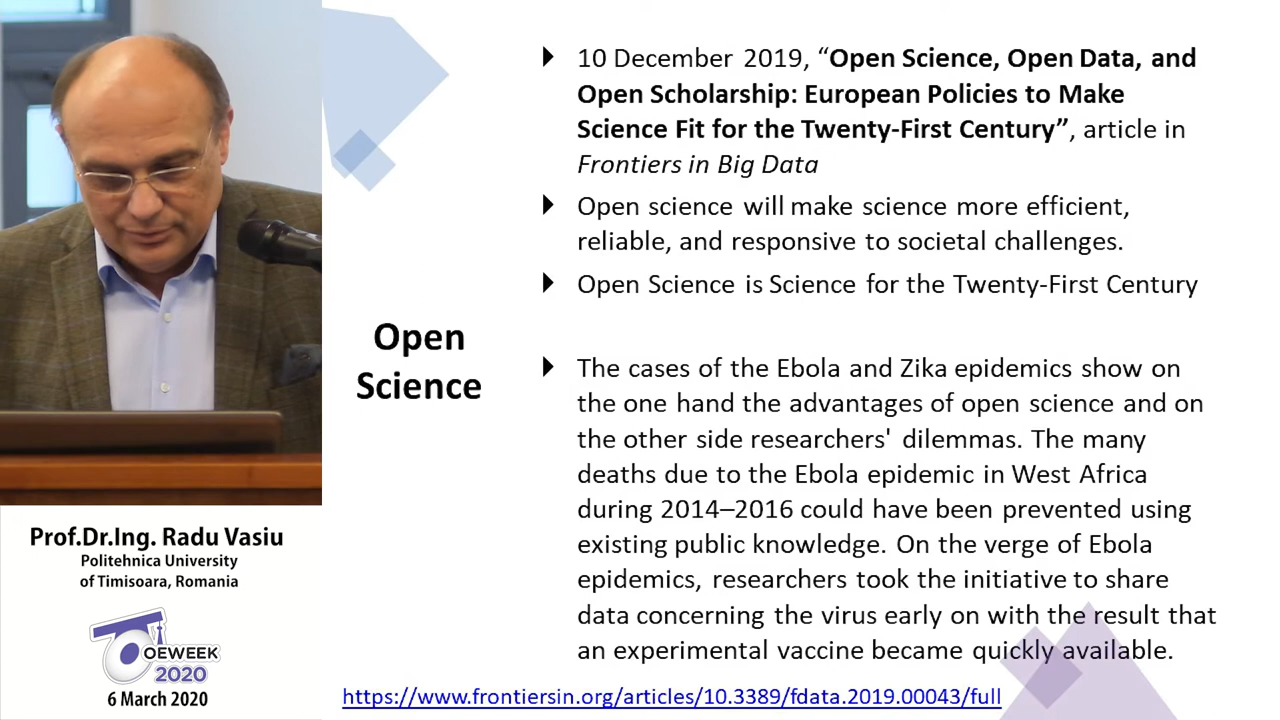 10 December 2019, “Open Science, Open Data, and
Open Scholarship: European Policies to Make
Science Fit for the Twenty-First Century”, article in
Frontiers in Big Data
Open science will make science more efficient,
reliable, and responsive to societal challenges.
Open Science is Science for the Twenty-First Century
Open
Science
The cases of the Ebola and Zika epidemics show on
the one hand the advantages of open science and on
the other side researchers' dilemmas. The many
deaths due to the Ebola epidemic in West Africa
during 2014–2016 could have been prevented using
existing public knowledge. On the verge of Ebola
epidemics, researchers took the initiative to share
data concerning the virus early on with the result that
an experimental vaccine became quickly available.
https://www.frontiersin.org/articles/10.3389/fdata.2019.00043/full
Prof.Dr.Ing. Radu Vasiu
Politehnica University
of Timisoara, Romania
OEWEEK
2020
6 March 2020